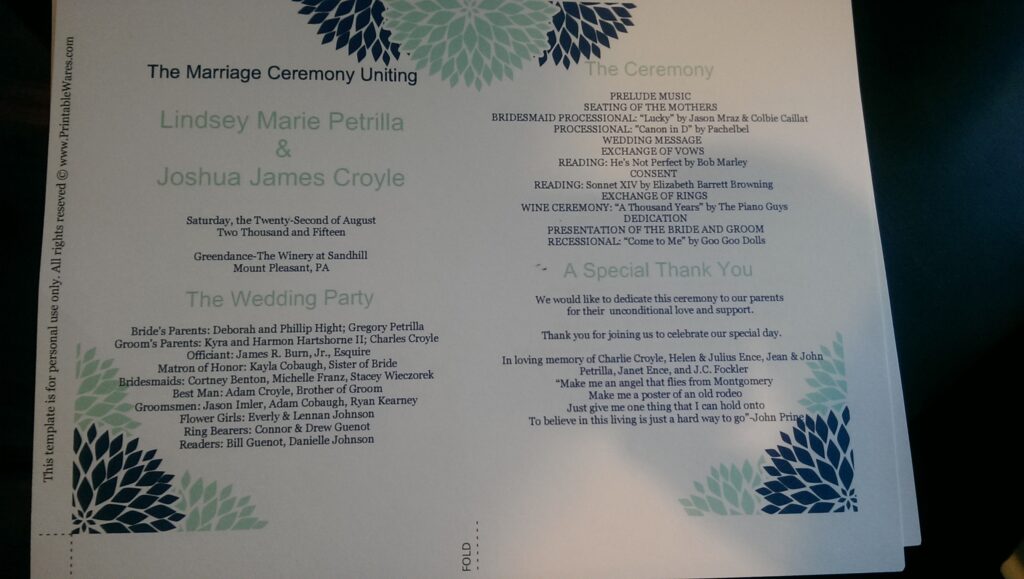 This template is for personal use only. All rights reseved © www.PrintableWares.com
The Marriage Ceremony Uniting
Lindsey Marie Petrilla
&
Joshua James Croyle
Saturday, the Twenty-Second of August
Two Thousand and Fifteen
Greendance-The Winery at Sandhill
Mount Pleasant, PA
The Wedding Party
Bride's Parents: Deborah and Phillip Hight; Gregory Petrilla
Groom's Parents: Kyra and Harmon Hartshorne II; Charles Croyle
Officiant: James R. Burn, Jr., Esquire
Matron of Honor: Kayla Cobaugh, Sister of Bride
Bridesmaids: Cortney Benton, Michelle Franz, Stacey Wieczorek
Best Man: Adam Croyle, Brother of Groom
Groomsmen: Jason Imler, Adam Cobaugh, Ryan Kearney
Flower Girls: Everly & Lennan Johnson
Ring Bearers: Connor & Drew Guenot
Readers: Bill Guenot, Danielle Johnson
FOLD
The Ceremony
PRELUDE MUSIC
SEATING OF THE MOTHERS
BRIDESMAID PROCESSIONAL: "Lucky" by Jason Mraz & Colbie Caillat
PROCESSIONAL: "Canon in D" by Pachelbel
WEDDING MESSAGE
EXCHANGE OF VOWS
READING: He's Not Perfect by Bob Marley
CONSENT
READING: Sonnet XIV by Elizabeth Barrett Browning
EXCHANGE OF RINGS
WINE CEREMONY: "A Thousand Years" by The Piano Guys
DEDICATION
PRESENTATION OF THE BRIDE AND GROOM
RECESSIONAL: "Come to Me" by Goo Goo Dolls
A Special Thank You
We would like to dedicate this ceremony to our parents
for their unconditional love and support.
Thank you for joining us to celebrate our special day.
In loving memory of Charlie Croyle, Helen & Julius Ence, Jean & John
Petrilla, Janet Ence, and J.C. Fockler
"Make me an angel that flies from Montgomery
Make me a poster of an old rodeo
Just give me one thing that I can hold onto
To believe in this living is just a hard way to go"-John Prine